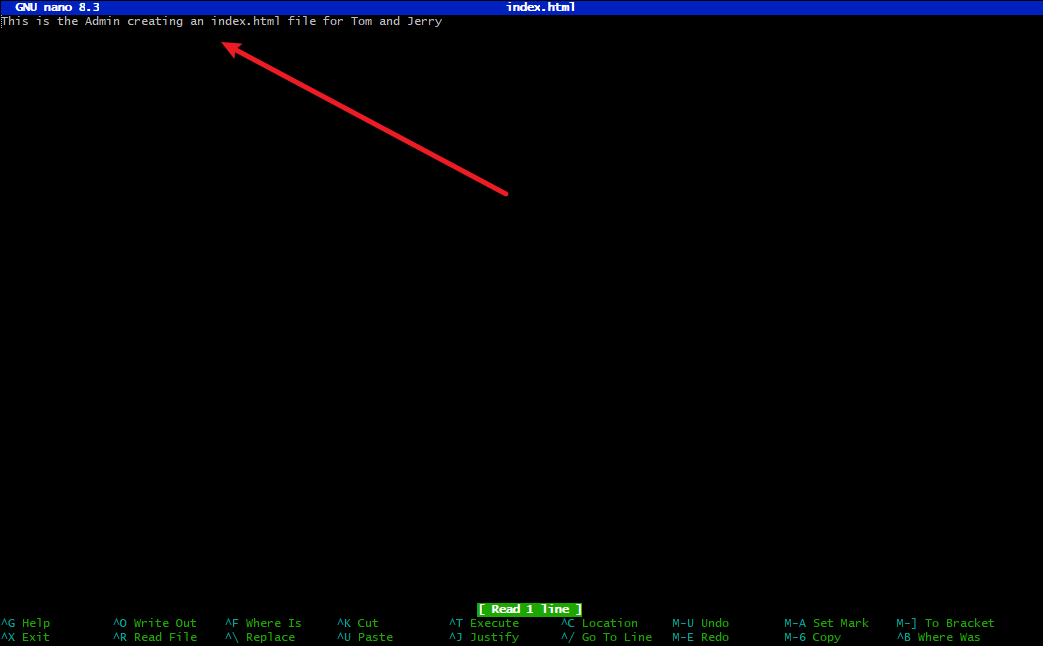 GNU nano 8.3 index.html
This is the Admin creating an index.html file for Tom and Jerry
[ Read 1 line ]
^G Help ^O Write Out ^F Where Is ^K Cut ^T Execute ^C Location M-U Undo M-A Set Mark M-] To Bracket
^X Exit ^R Read File ^\ Replace ^U Paste ^J Justify ^/ Go To Line M-E Redo M-6 Copy ^B Where Was